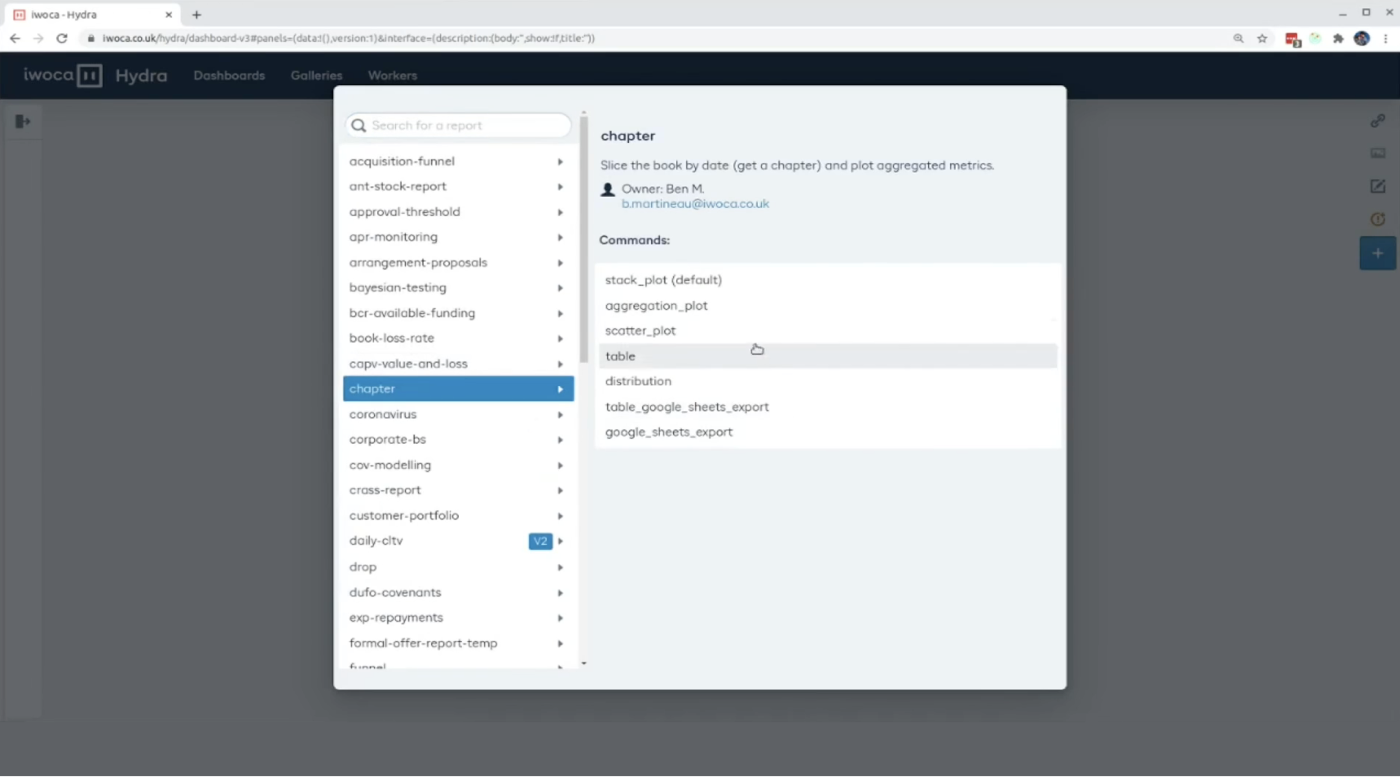 iwoca - Hydra
iwoca.co.uk/hydra/dashboard-v3#panels=(data:!(),version:1)&interface=(description:(body:'',show:!f,title:''))
3
iwoca Hydra Dashboards Galleries Workers
Search for a report
acquisition-funnel
ant-stock-report
approval-threshold
apr-monitoring
arrangement-proposals
bayesian-testing
bcr-available-funding
book-loss-rate
capv-value-and-loss
chapter
coronavirus
corporate-bs
cov-modelling
crass-report
customer-portfolio
daily-cltv V2
drop
dufo-covenants
exp-repayments
formal-offer-report-temp
funnel
chapter
Slice the book by date (get a chapter) and plot aggregated metrics.
Owner: Ben M.
b.martineau@iwoca.co.uk
Commands:
stack_plot (default)
aggregation_plot
scatter_plot
table
distribution
table_google_sheets_export
google_sheets_export